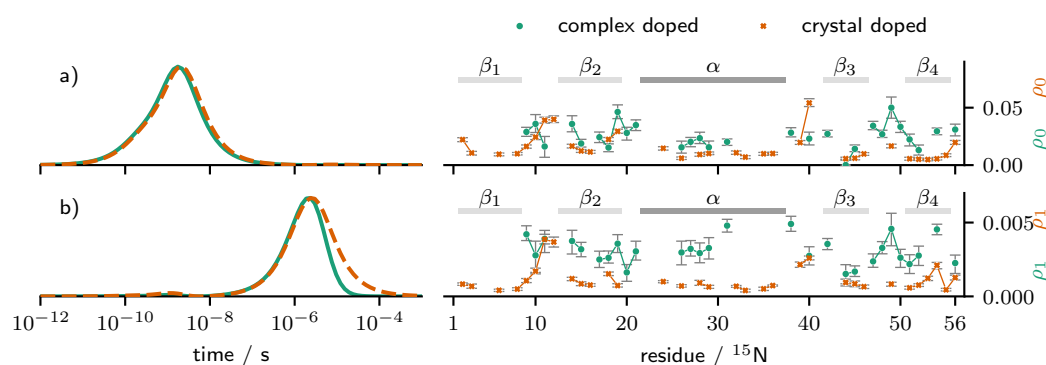 complex doped crystal doped
a)
β1 β2 α β3 β4
0.05
0.00
ρ0
ρ0
b)
β1 β2 α β3 β4
0.005
0.000
ρ1
ρ1
10−12 10−10 10−8 10−6 10−4
1 10 20 30 40 50 56
time / s
residue / 15N